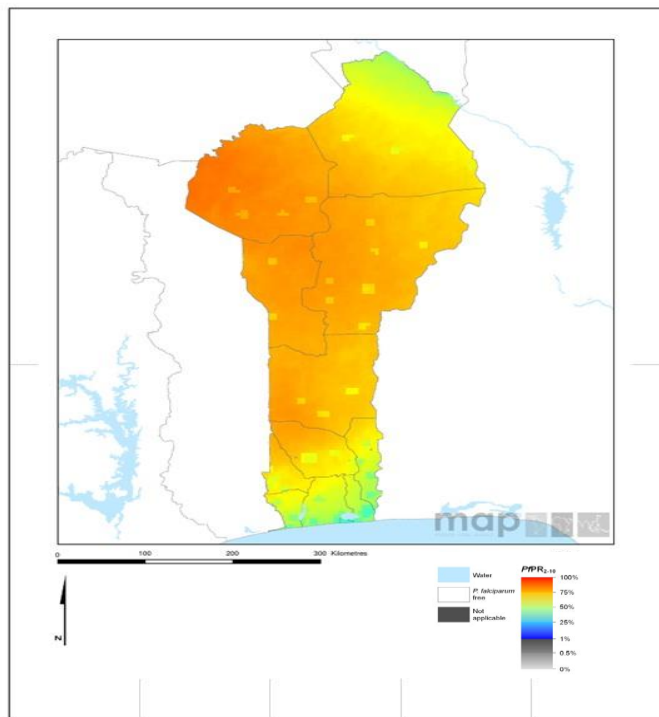 map
0 100 200 300 Kilometres
N
Water
P. falciparum
free
Not
applicable
PfPR2-10
100%
75%
50%
25%
1%
0.5%
0%